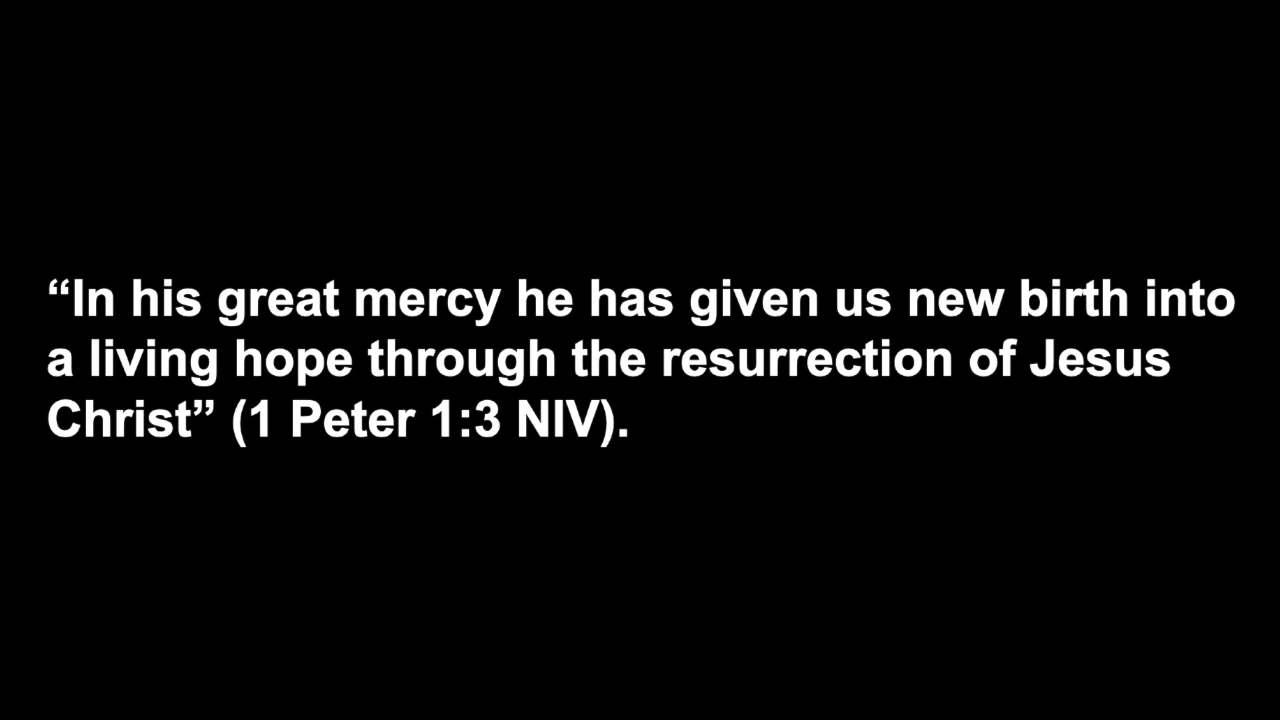 “In his great mercy he has given us new birth into
a living hope through the resurrection of Jesus
Christ” (1 Peter 1:3 NIV).